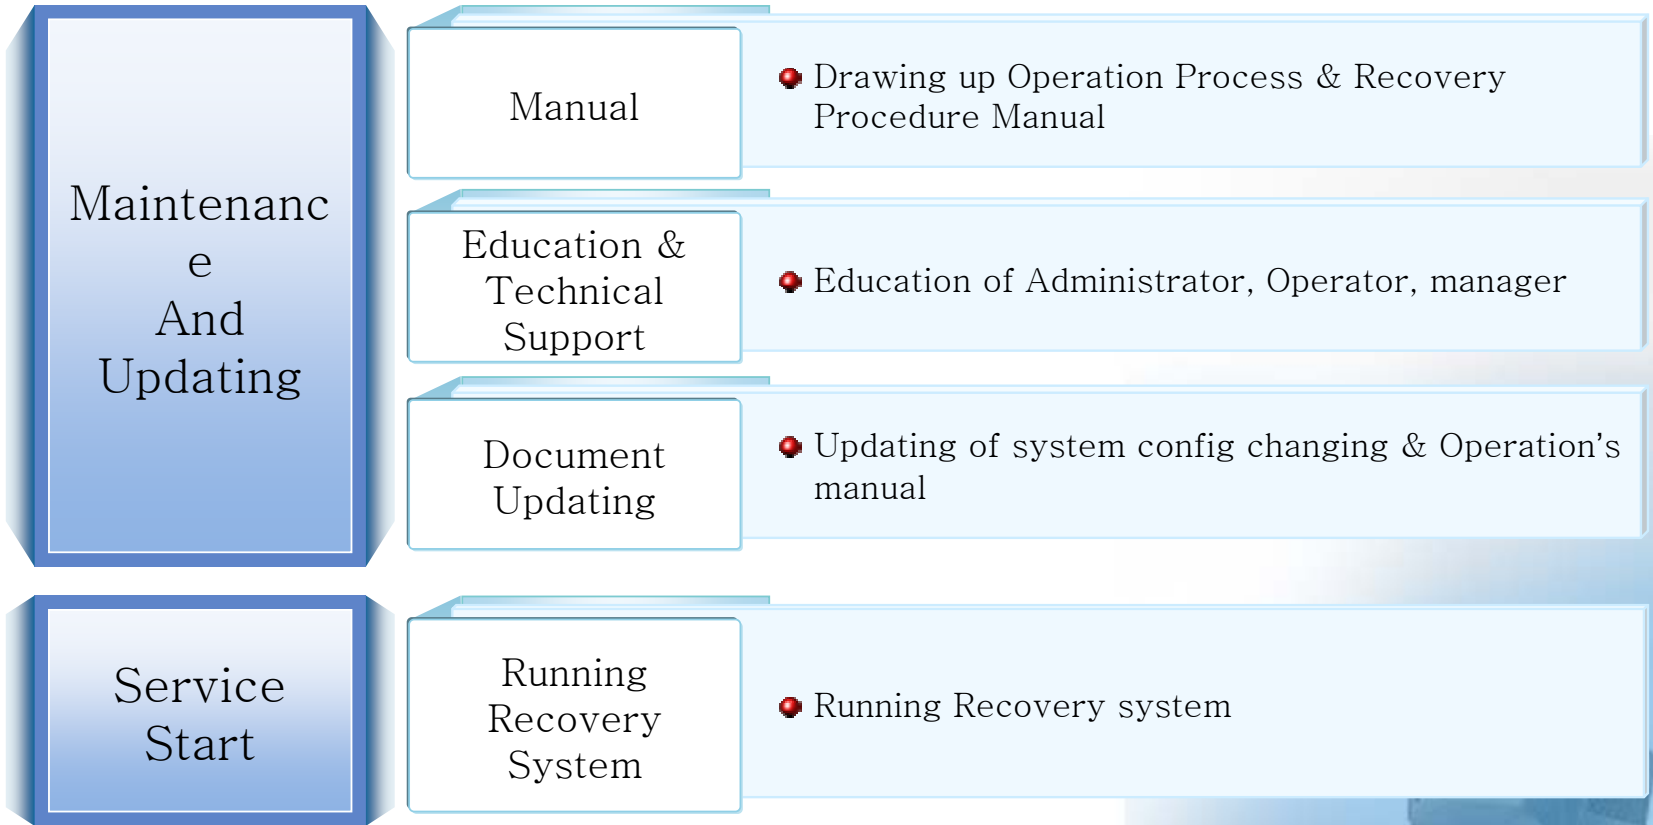 Maintenanc
e
And
Updating
Manual
Drawing up Operation Process & Recovery
Procedure Manual
Education &
Technical
Support
Education of Administrator, Operator, manager
Document
Updating
Updating of system config changing & Operation’s
manual
Service
Start
Running
Recovery
System
Running Recovery system